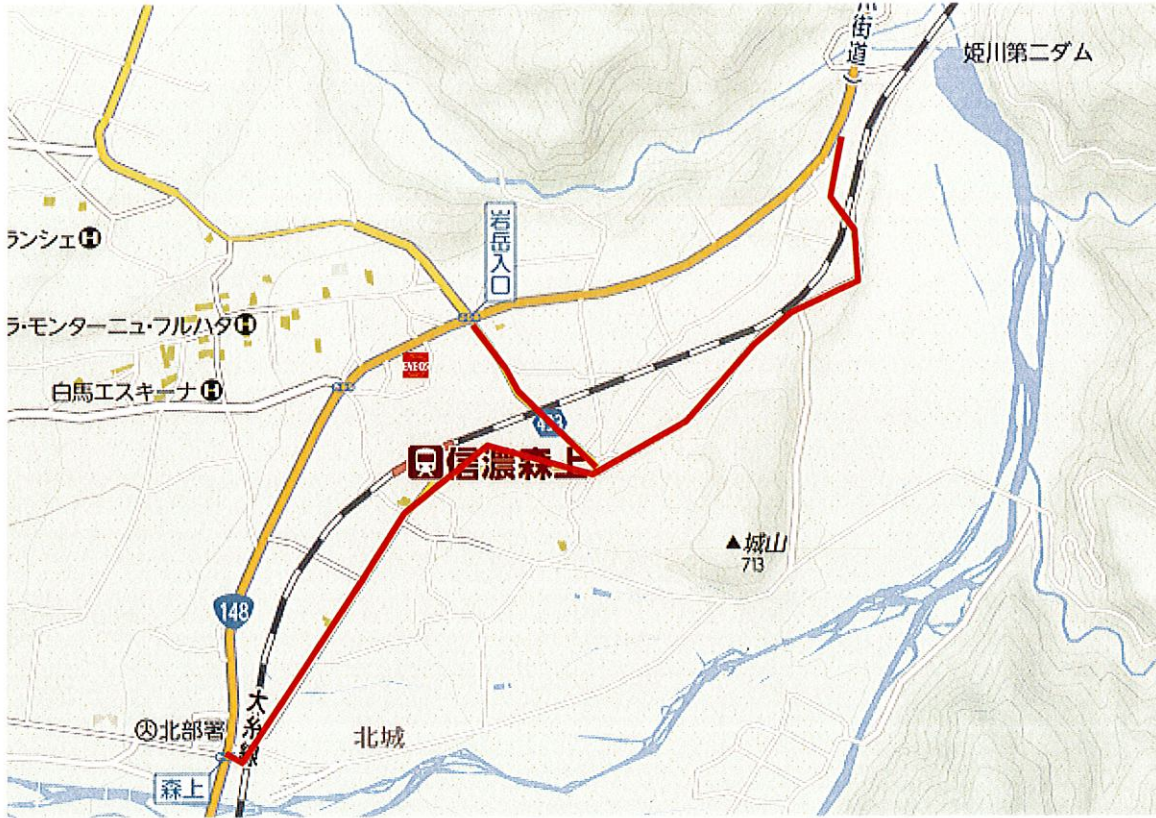 街道
姫川第二ダム
岩岳入口
ランシェ H
ラ・モンターニュ・フルハタ H
ENEOS
白馬エスキーナ H
433
信濃森上
▲城山
713
148
大糸線
北部署
北城
森上